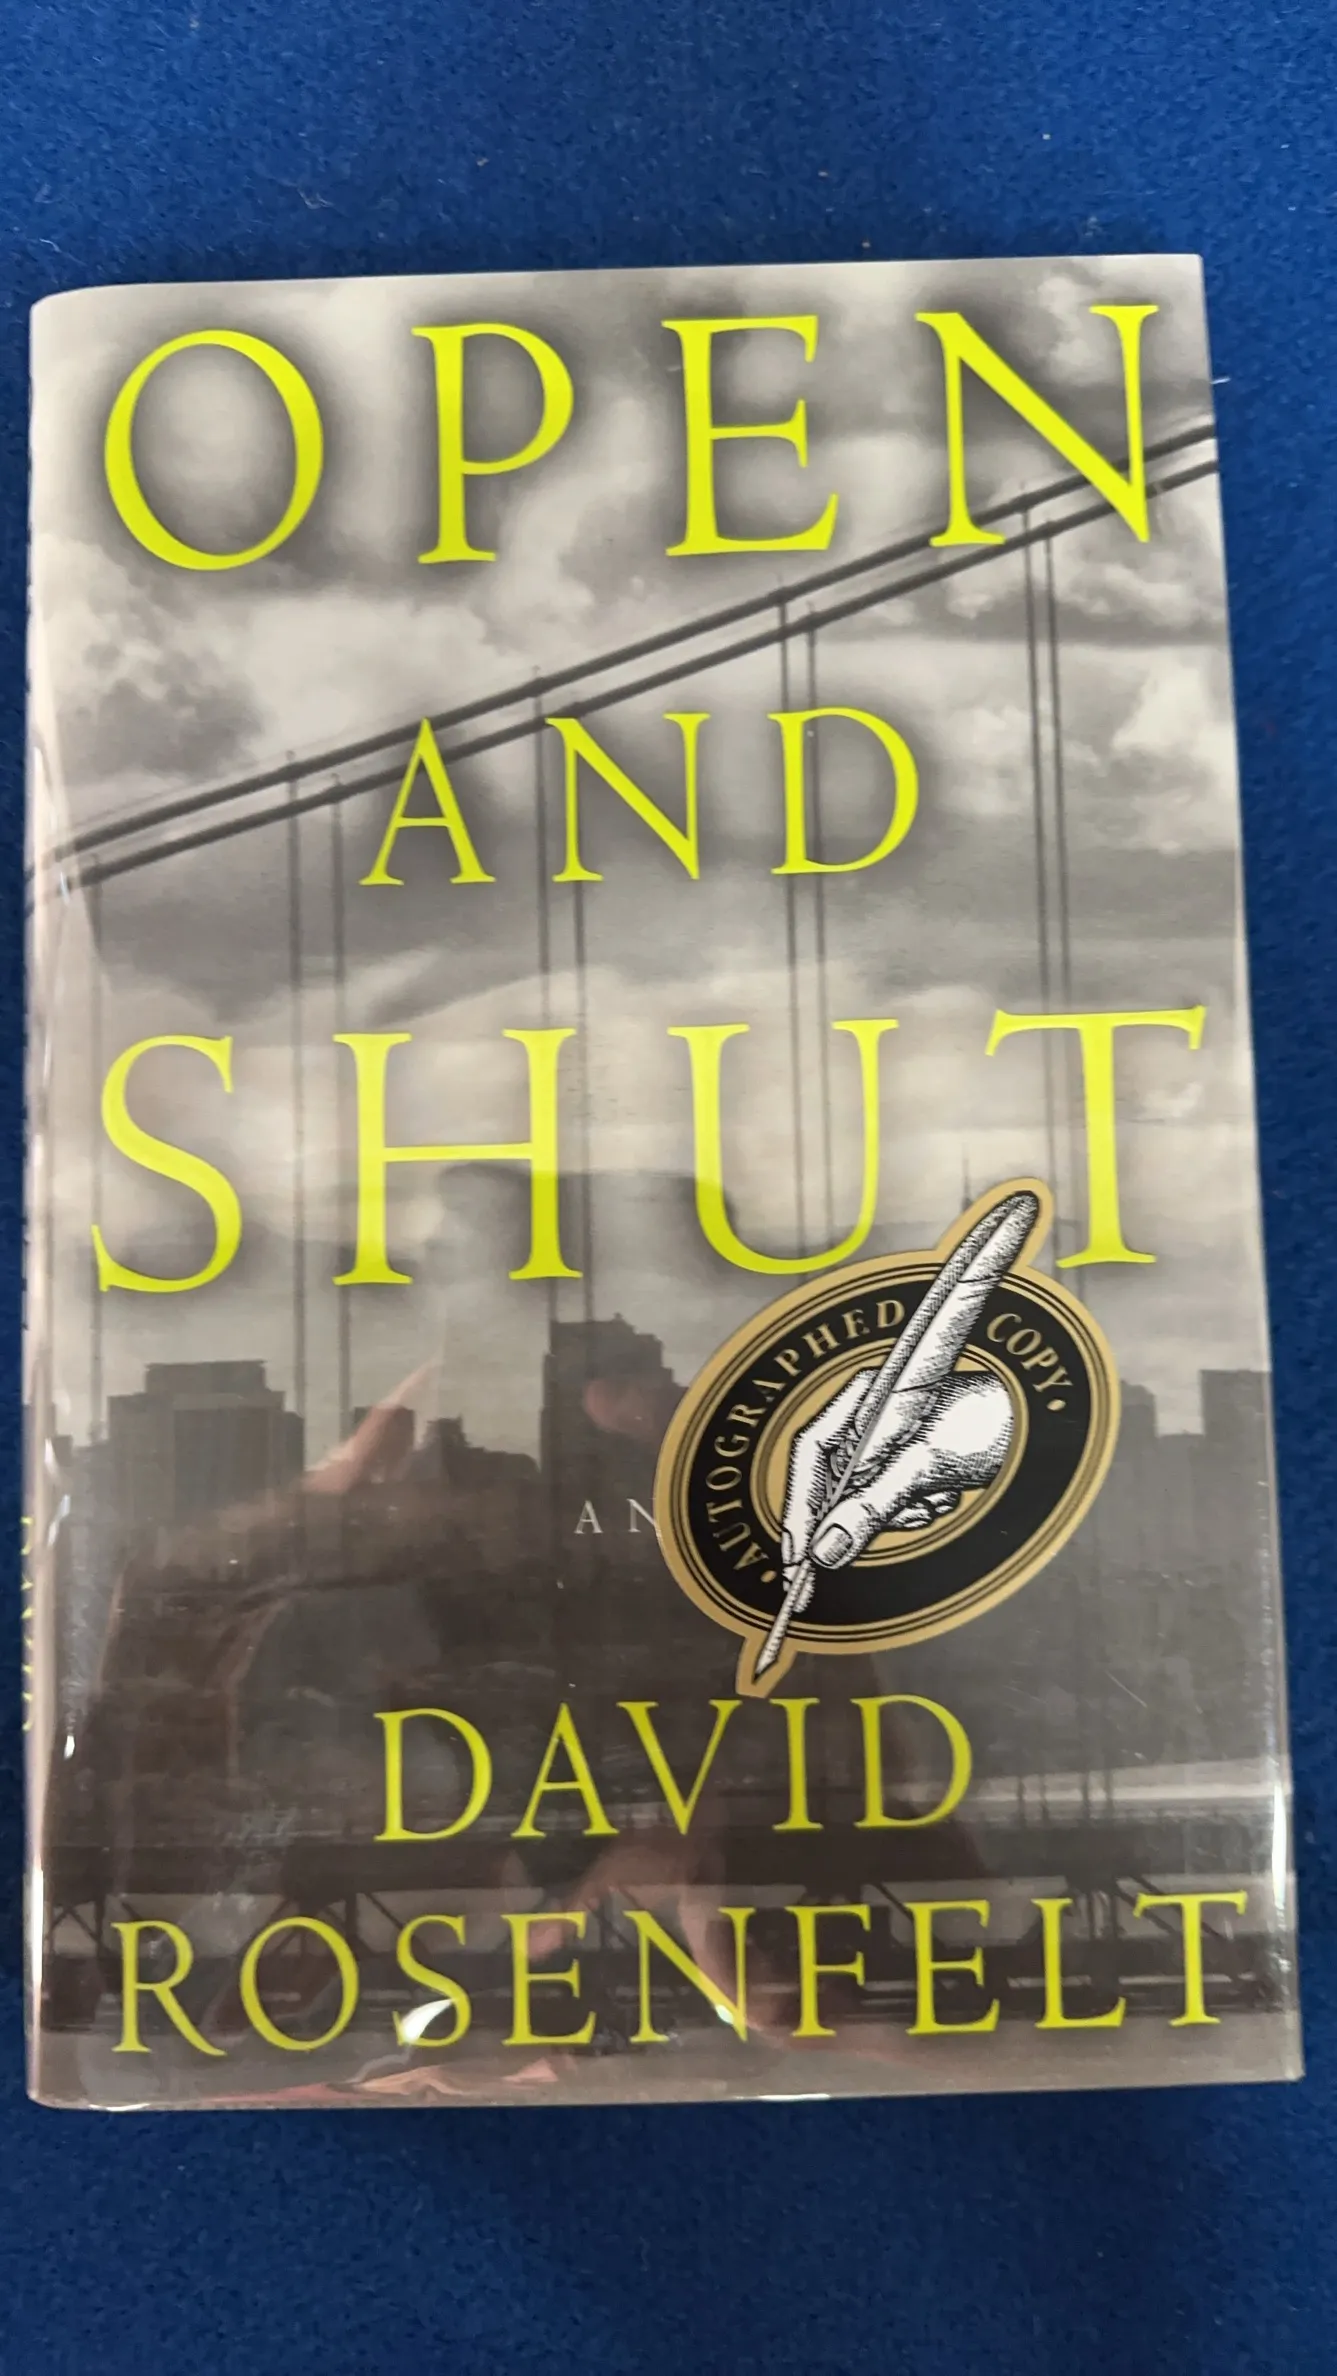 OPEN
AND
SHUT
• AUTOGRAPHED COPY •
AN
DAVID
ROSENFELT